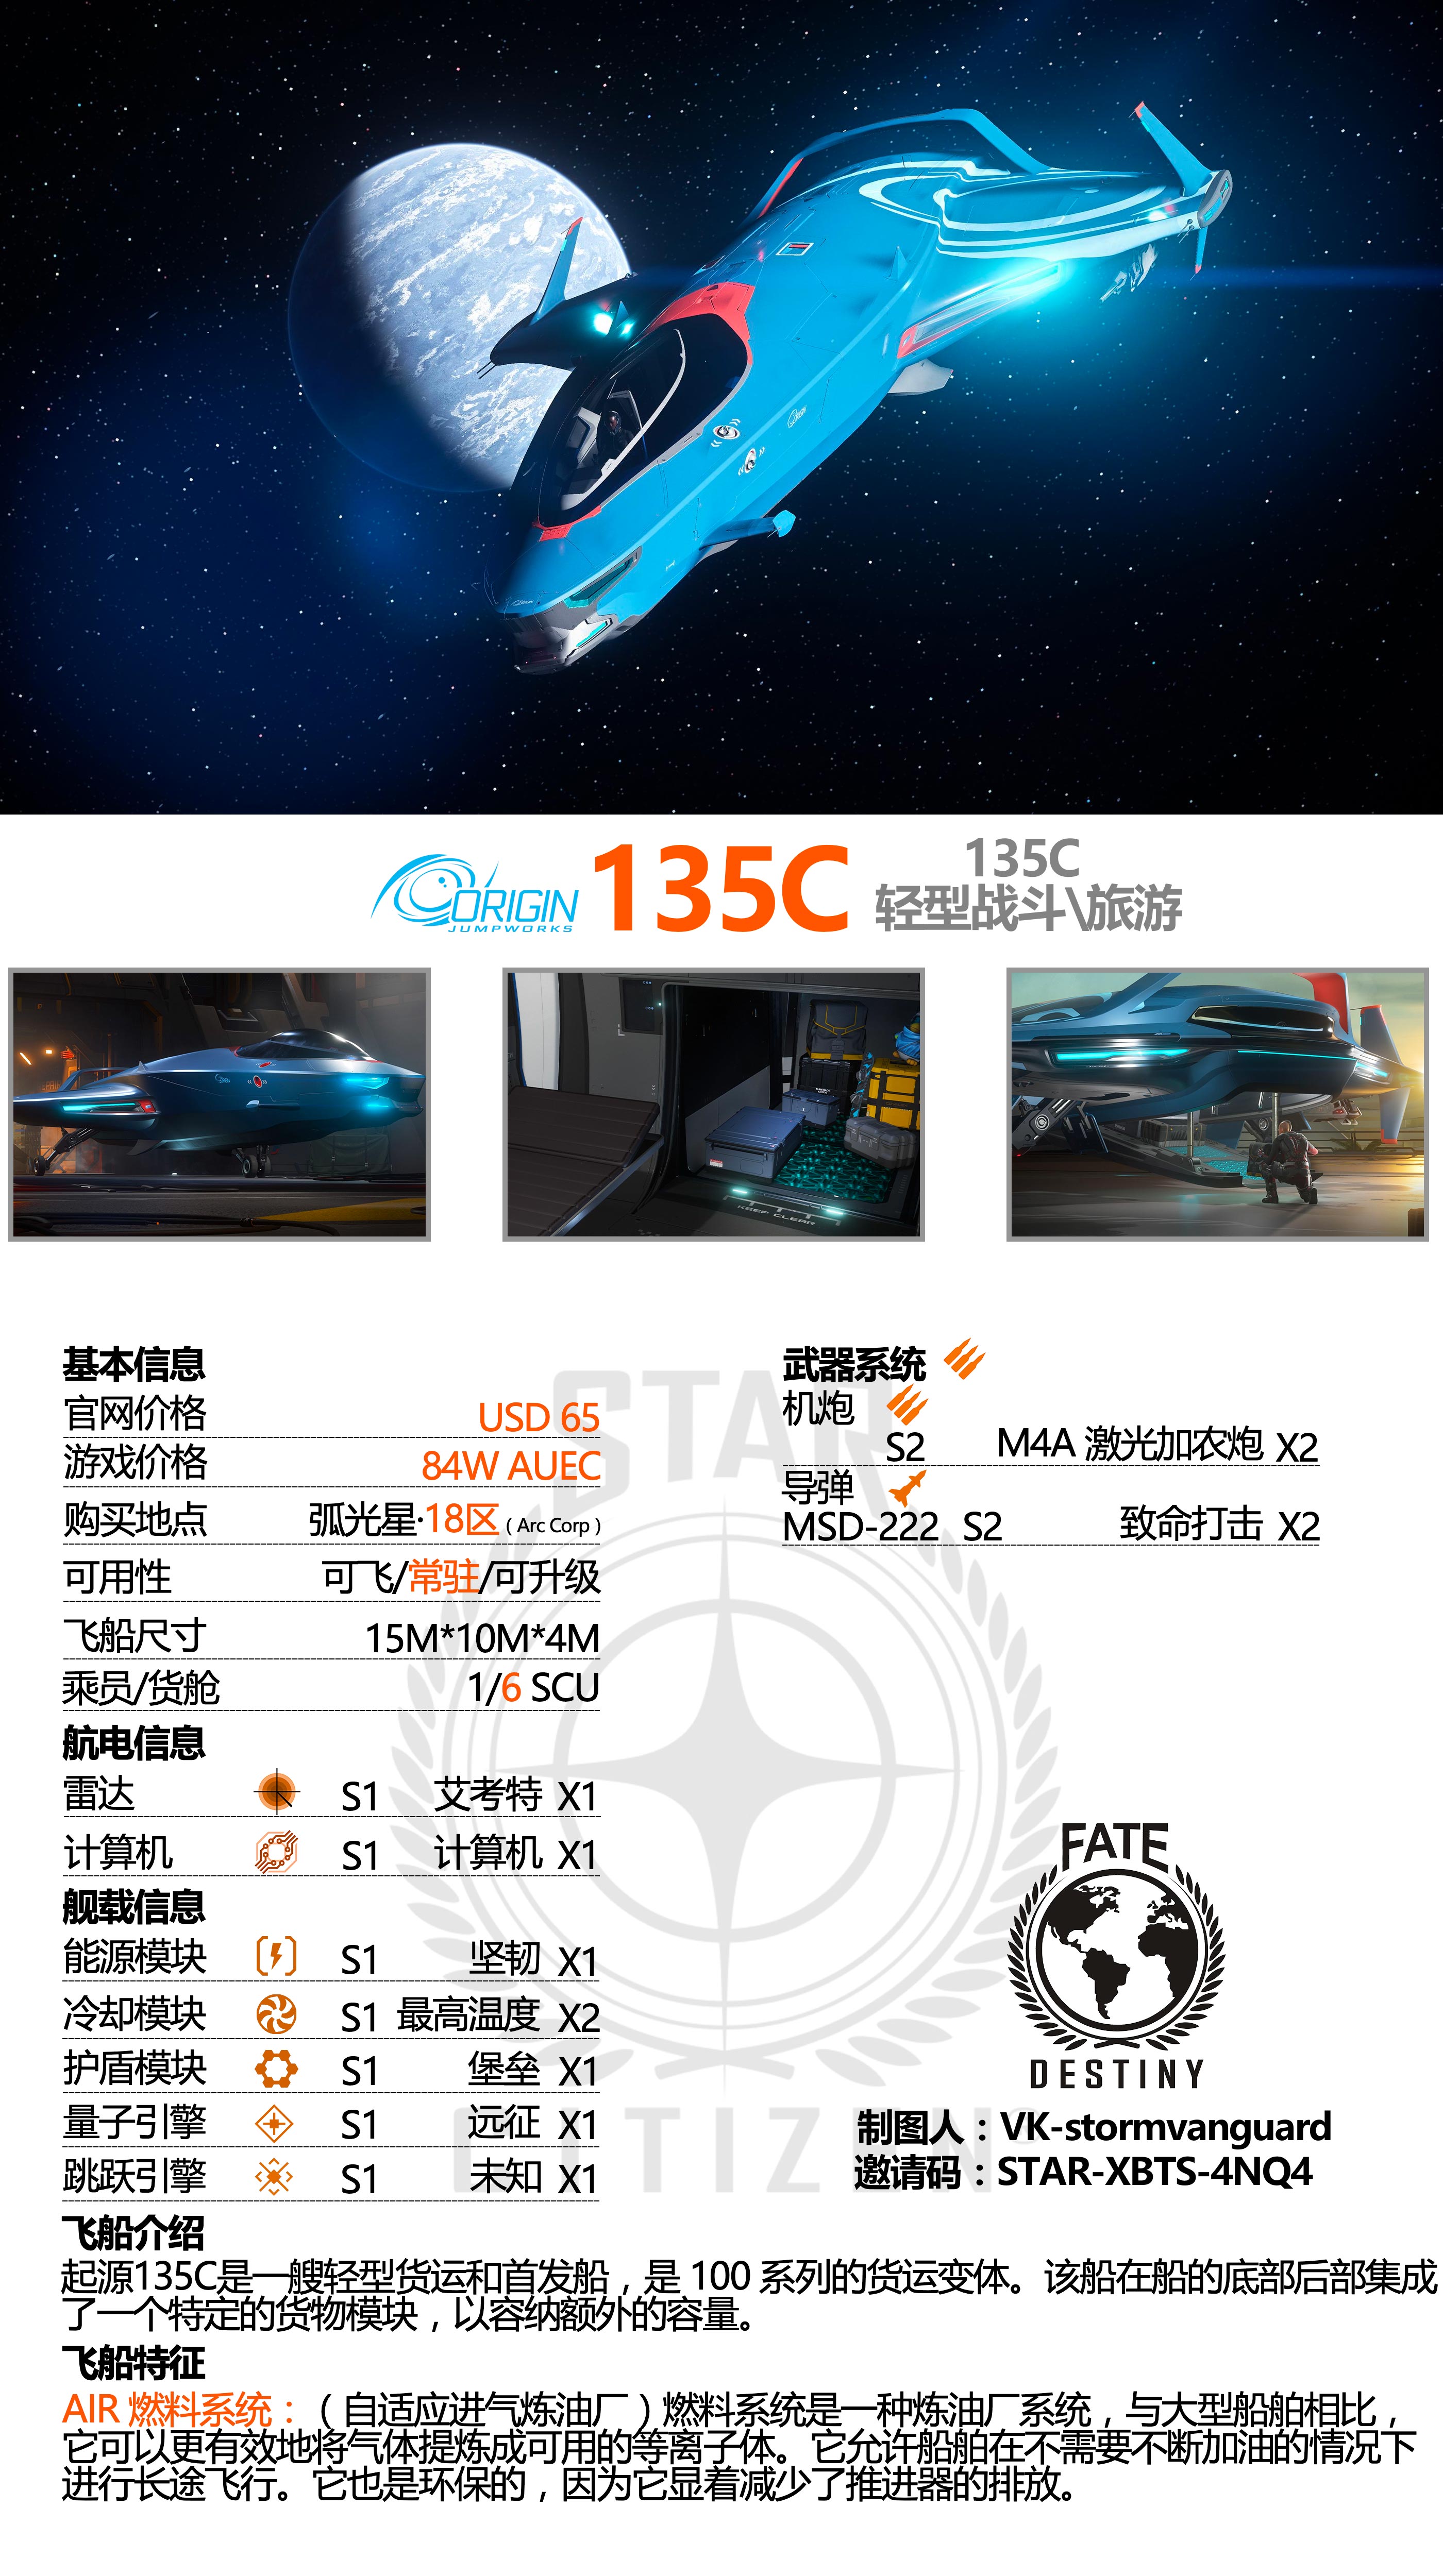 ORIGIN
JUMPWORKS
135C
135C
轻型战斗\旅游
KEEP CLEAR
基本信息
官网价格 USD 65
游戏价格 84W AUEC
购买地点 弧光星·18区 ( Arc Corp )
可用性 可飞/常驻/可升级
飞船尺寸 15M*10M*4M
乘员/货舱 1/6 SCU
航电信息
雷达 S1 艾考特 X1
计算机 S1 计算机 X1
舰载信息
能源模块 S1 坚韧 X1
冷却模块 S1 最高温度 X2
护盾模块 S1 堡垒 X1
量子引擎 S1 远征 X1
跳跃引擎 S1 未知 X1
武器系统
机炮
S2 M4A 激光加农炮 X2
导弹
MSD-222 S2 致命打击 X2
STAR
CITIZEN
FATE
DESTINY
制图人：VK-stormvanguard
邀请码：STAR-XBTS-4NQ4
飞船介绍
起源135C是一艘轻型货运和首发船，是 100 系列的货运变体。该船在船的底部后部集成
了一个特定的货物模块，以容纳额外的容量。
飞船特征
AIR 燃料系统：（自适应进气炼油厂）燃料系统是一种炼油厂系统，与大型船舶相比，
它可以更有效地将气体提炼成可用的等离子体。它允许船舶在不需要不断加油的情况下
进行长途飞行。它也是环保的，因为它显着减少了推进器的排放。